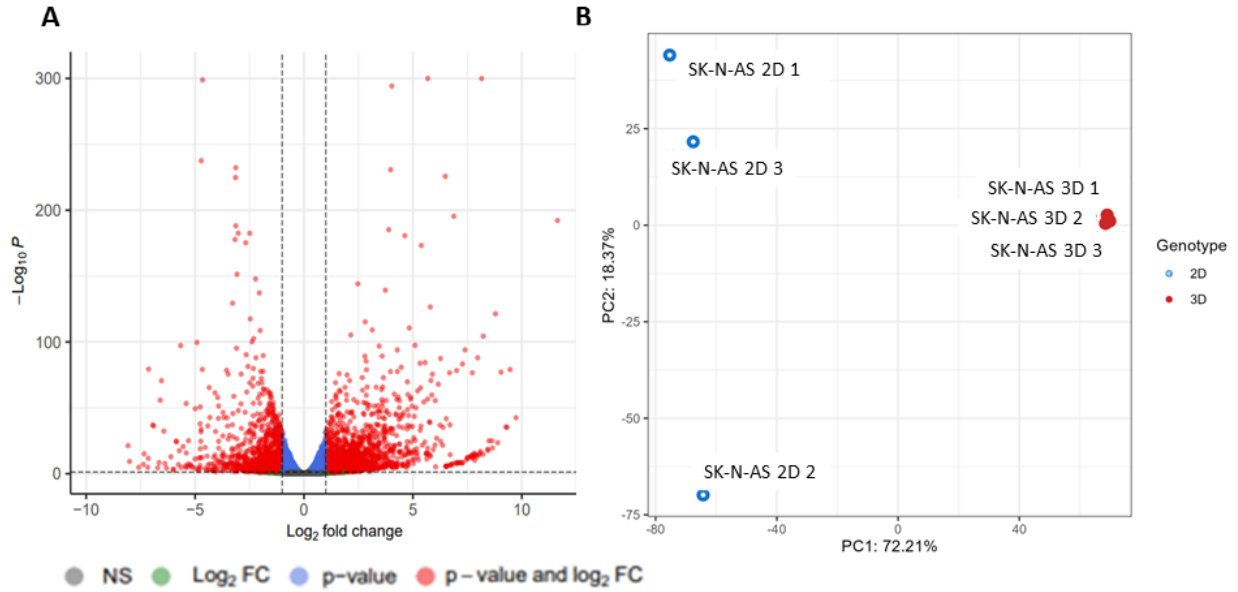 A
300
200
100
0
−Log₁₀ P
−10
−5
0
5
10
Log₂ fold change
NS
Log₂ FC
p−value
p − value and log₂ FC
B
SK-N-AS 2D 1
SK-N-AS 2D 3
SK-N-AS 3D 1
SK-N-AS 3D 2
SK-N-AS 3D 3
SK-N-AS 2D 2
25
0
-25
-50
-75
PC2: 18.37%
-80
-40
0
40
PC1: 72.21%
Genotype
2D
3D